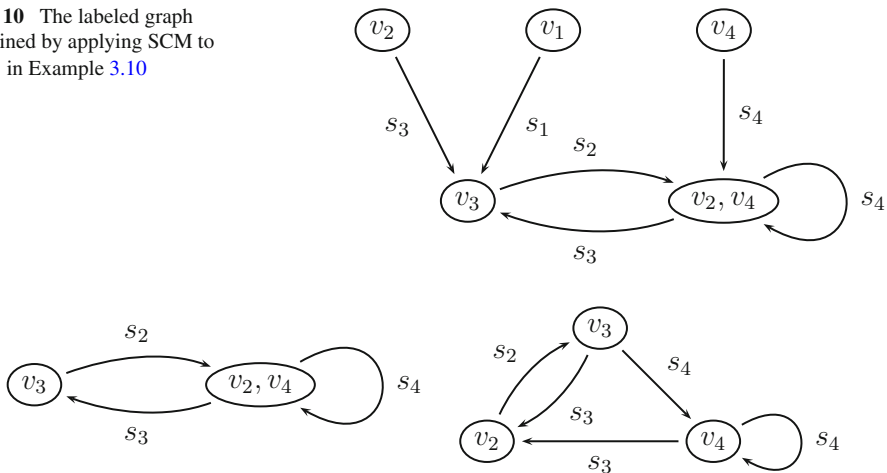 10 The labeled graph
ined by applying SCM to
in Example 3.10
v2
v1
v4
s3
s1
s2
s4
v3
v2, v4
s4
s3
s2
v3
v2, v4
s4
s3
v3
s2
s4
s3
v2
v4
s4
s3